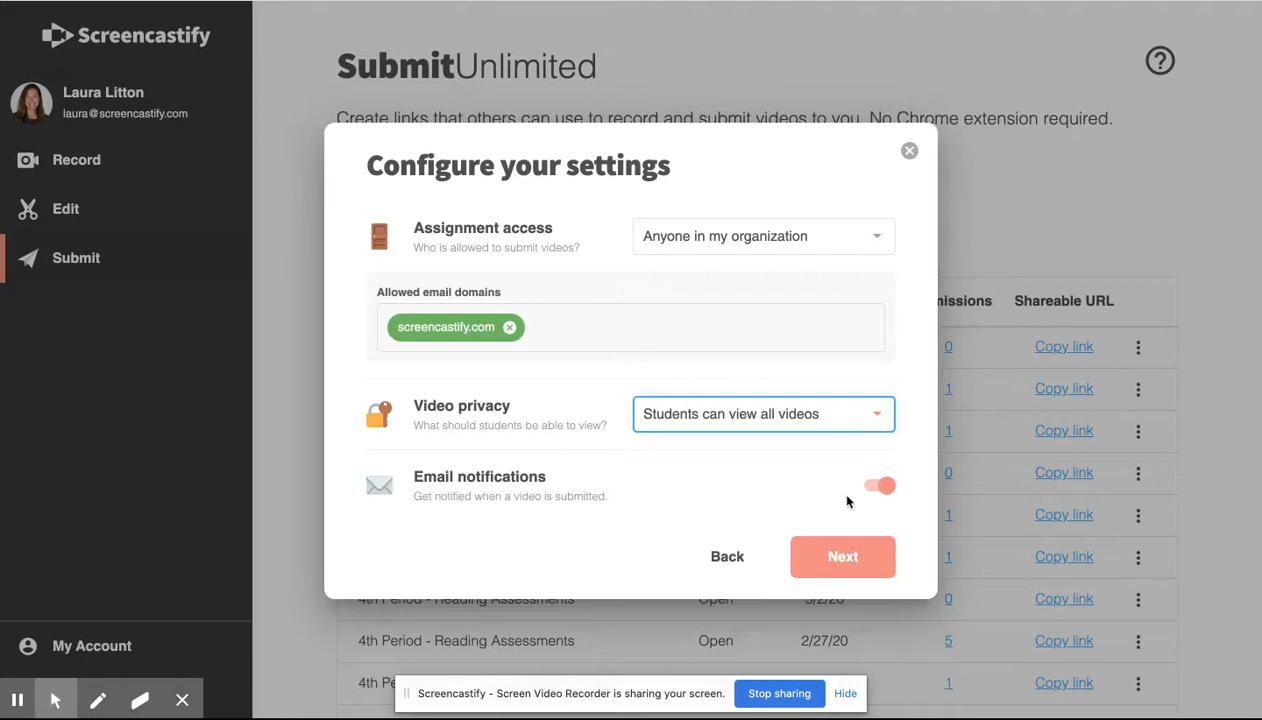 Screencastify
Laura Litton
laura@screencastify.com
Record
Edit
Submit
My Account
SubmitUnlimited
Create links that others can use to record and submit videos to you. No Chrome extension required.
Configure your settings
Assignment access
Who is allowed to submit videos?
Anyone in my organization
Allowed email domains
screencastify.com
Video privacy
What should students be able to view?
Students can view all videos
Email notifications
Get notified when a video is submitted.
Back
Next
missions Shareable URL
0 Copy link
1 Copy link
1 Copy link
0 Copy link
1 Copy link
1 Copy link
4th Period - Reading Assessments Open 3/2/20 0 Copy link
4th Period - Reading Assessments Open 2/27/20 5 Copy link
4th Pe 1 Copy link
Screencastify - Screen Video Recorder is sharing your screen. Stop sharing Hide